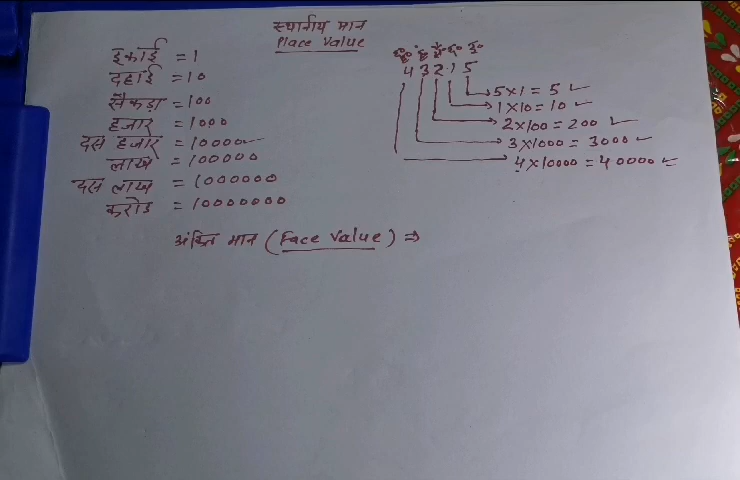 स्थानीय मान
Place Value
इकाई = 1
दहाई = 10
सैकड़ा = 100
हजार = 1000
दस हजार = 10000
लाख = 100000
दस लाख = 1000000
करोड = 10000000
4 3 2 1 5
5×1 = 5
1×10 = 10
2×100 = 200
3×1000 = 3000
4×10000 = 40000
अंकित मान (Face Value) ⇒